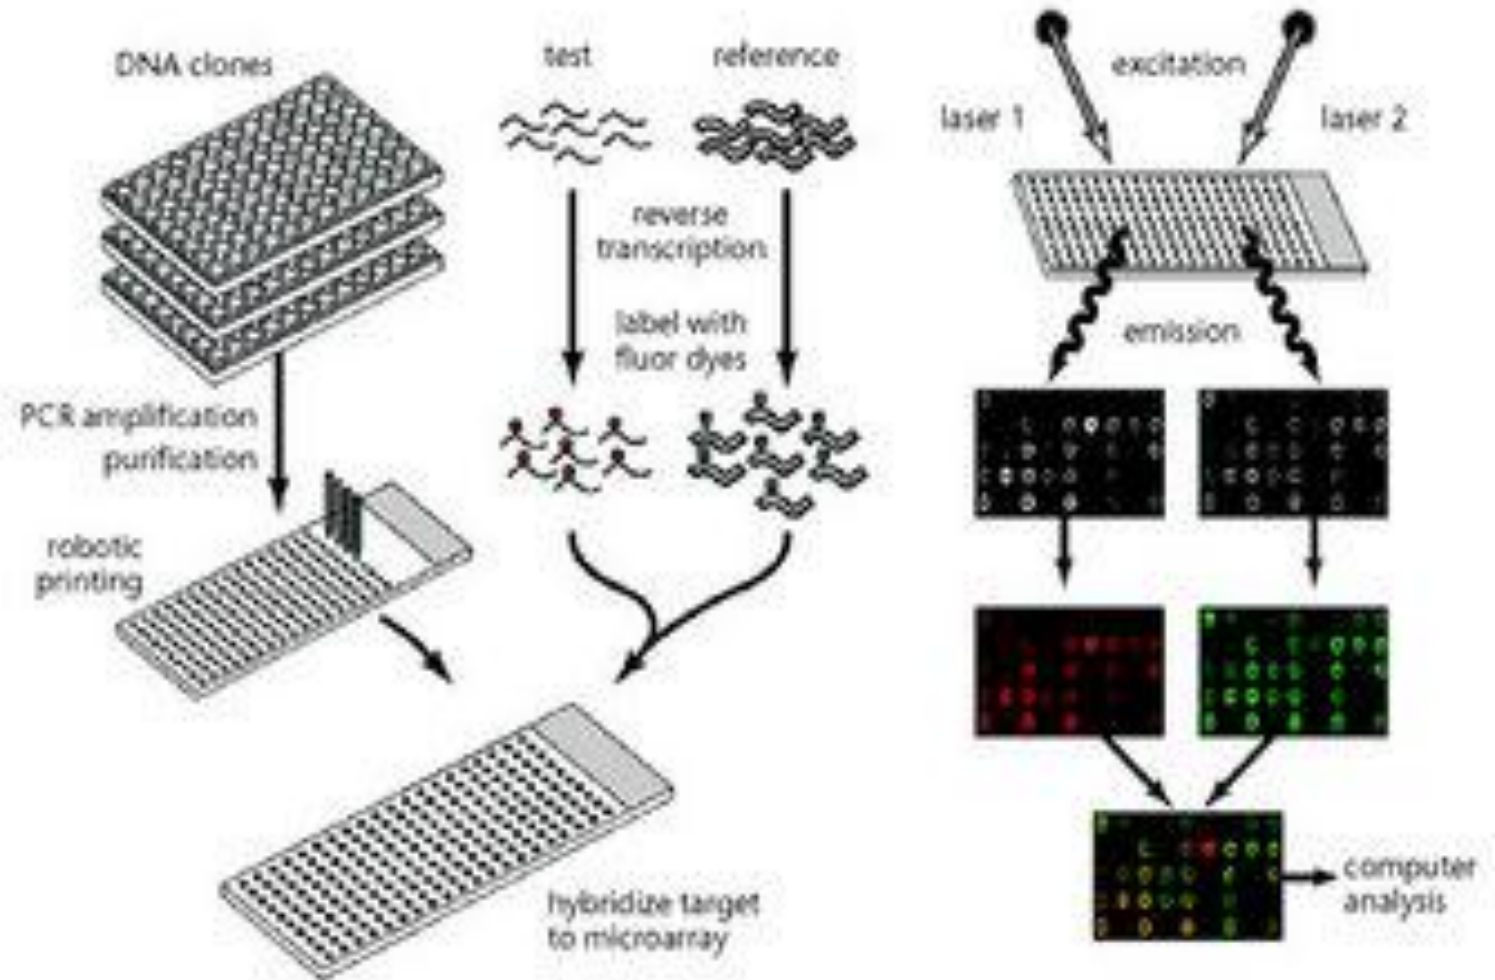 DNA clones
PCR amplification
purification
robotic
printing
test
reference
reverse
transcription
label with
fluor dyes
hybridize target
to microarray
excitation
laser 1
laser 2
emission
computer
analysis